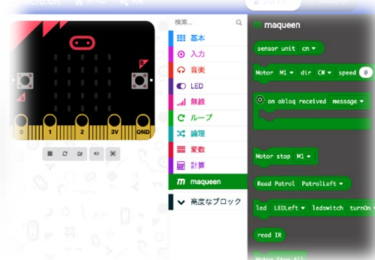 検索...
0 1 2 3V GND
基本
入力
音楽
LED
無線
ループ
論理
変数
計算
maqueen
高度なブロック
maqueen
sensor unit cm
Motor M1 dir CW speed 0
on obloq received message
Motor stop M1
Read Patrol PatrolLeft
led LEDLeft ledswitch turnOn
read IR